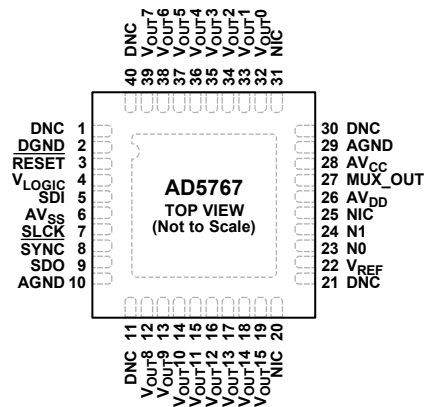 40 DNC
39 VOUT7
38 VOUT6
37 VOUT5
36 VOUT4
35 VOUT3
34 VOUT2
33 VOUT1
32 VOUT0
31 NIC
DNC 1
DGND 2
RESET 3
VLOGIC 4
SDI 5
AVSS 6
SLCK 7
SYNC 8
SDO 9
AGND 10
AD5767
TOP VIEW
(Not to Scale)
30 DNC
29 AGND
28 AVCC
27 MUX_OUT
26 AVDD
25 NIC
24 N1
23 N0
22 VREF
21 DNC
DNC 11
VOUT8 12
VOUT9 13
VOUT10 14
VOUT11 15
VOUT12 16
VOUT13 17
VOUT14 18
VOUT15 19
NIC 20